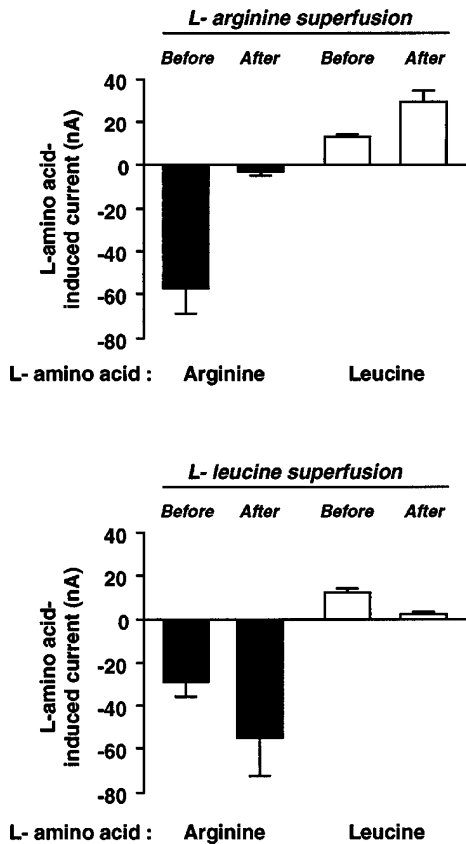 L- arginine superfusion
Before After Before After
L-amino acid-
induced current (nA)
40
20
0
-20
-40
-60
-80
L- amino acid : Arginine Leucine
L- leucine superfusion
Before After Before After
L-amino acid-
induced current (nA)
40
20
0
-20
-40
-60
-80
L- amino acid : Arginine Leucine